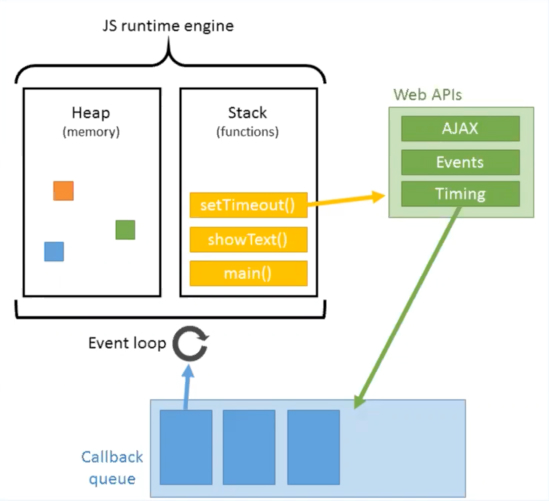 JS runtime engine
Heap
(memory)
Stack
(functions)
setTimeout()
showText()
main()
Web APIs
AJAX
Events
Timing
Event loop
Callback
queue